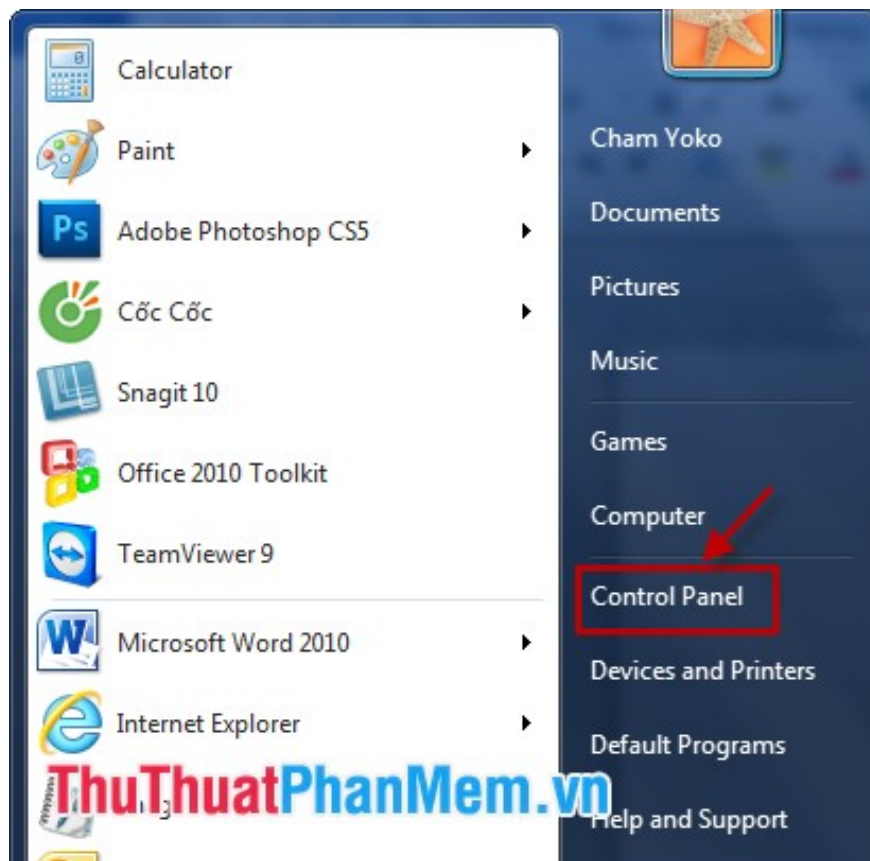 Calculator
Paint
Ps
Adobe Photoshop CS5
Cốc Cốc
Snagit 10
Office 2010 Toolkit
TeamViewer 9
W
Microsoft Word 2010
Internet Explorer
ThuThuatPhanMem.vn
Cham Yoko
Documents
Pictures
Music
Games
Computer
Control Panel
Devices and Printers
Default Programs
Help and Support